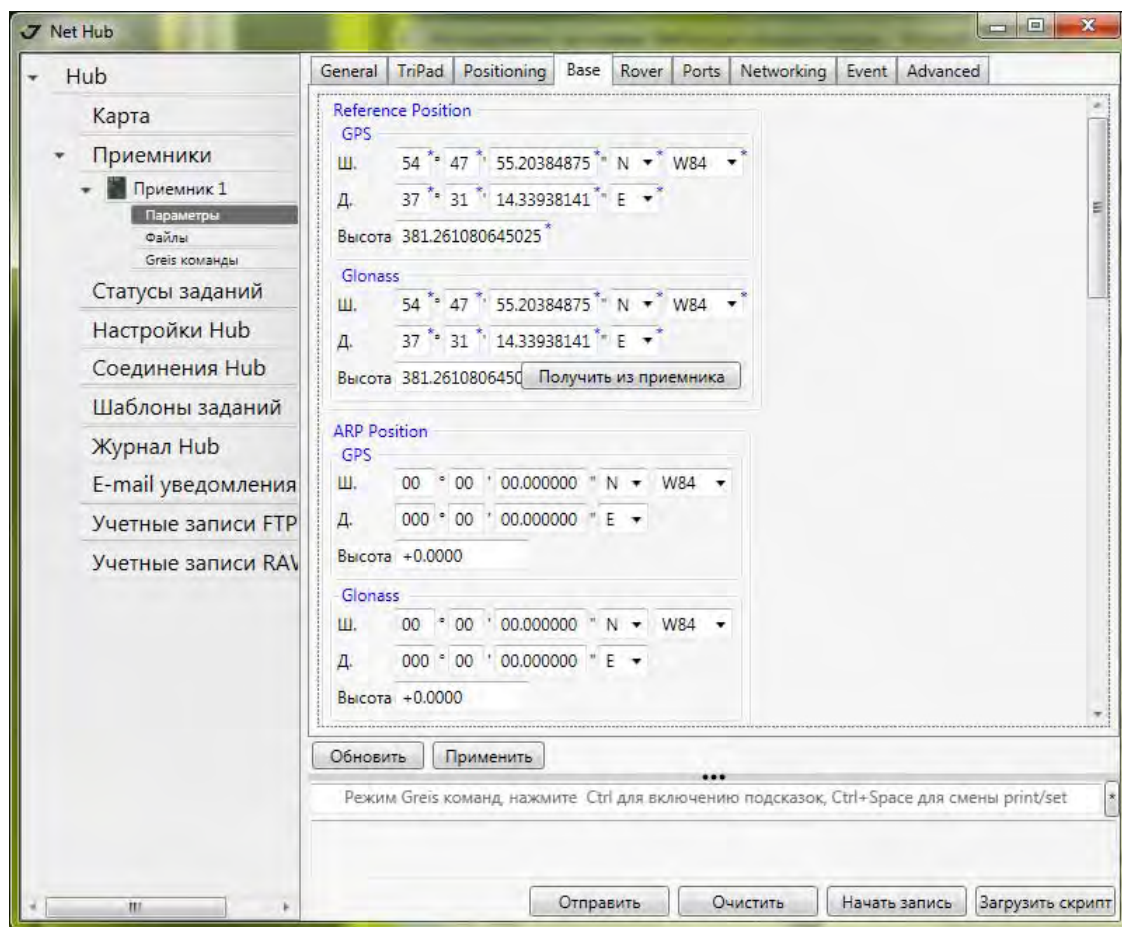 Net Hub
Hub
Карта
Приемники
Приемник 1
Параметры
Файлы
Greis команды
Статусы заданий
Настройки Hub
Соединения Hub
Шаблоны заданий
Журнал Hub
E-mail уведомления
Учетные записи FTP
Учетные записи RAV
General TriPad Positioning Base Rover Ports Networking Event Advanced
Reference Position
GPS
Ш. 54 *° 47 *' 55.20384875 *" N * W84 *
Д. 37 *° 31 *' 14.33938141 *" E *
Высота 381.261080645025 *
Glonass
Ш. 54 *° 47 *' 55.20384875 *" N * W84 *
Д. 37 *° 31 *' 14.33938141 *" E *
Высота 381.2610806450 Получить из приемника
ARP Position
GPS
Ш. 00 ° 00 ' 00.000000 " N W84
Д. 000 ° 00 ' 00.000000 " E
Высота +0.0000
Glonass
Ш. 00 ° 00 ' 00.000000 " N W84
Д. 000 ° 00 ' 00.000000 " E
Высота +0.0000
Обновить Применить
Режим Greis команд, нажмите Ctrl для включению подсказок, Ctrl+Space для смены print/set *
Отправить Очистить Начать запись Загрузить скрипт